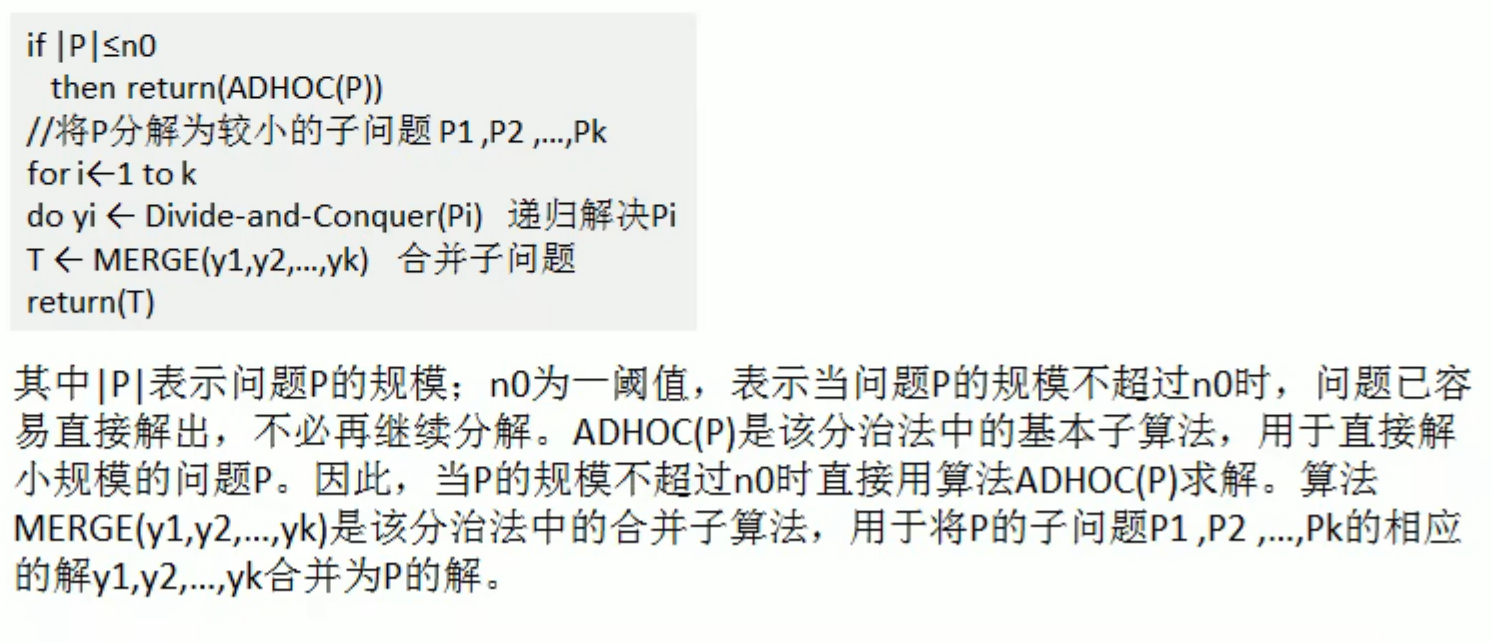 if |P|≤n0
then return(ADHOC(P))
//将P分解为较小的子问题 P1 ,P2 ,...,Pk
for i←1 to k
do yi ← Divide-and-Conquer(Pi) 递归解决Pi
T ← MERGE(y1,y2,...,yk) 合并子问题
return(T)
其中|P|表示问题P的规模；n0为一阈值，表示当问题P的规模不超过n0时，问题已容
易直接解出，不必再继续分解。ADHOC(P)是该分治法中的基本子算法，用于直接解
小规模的问题P。因此，当P的规模不超过n0时直接用算法ADHOC(P)求解。算法
MERGE(y1,y2,...,yk)是该分治法中的合并子算法，用于将P的子问题P1 ,P2 ,...,Pk的相应
的解y1,y2,...,yk合并为P的解。